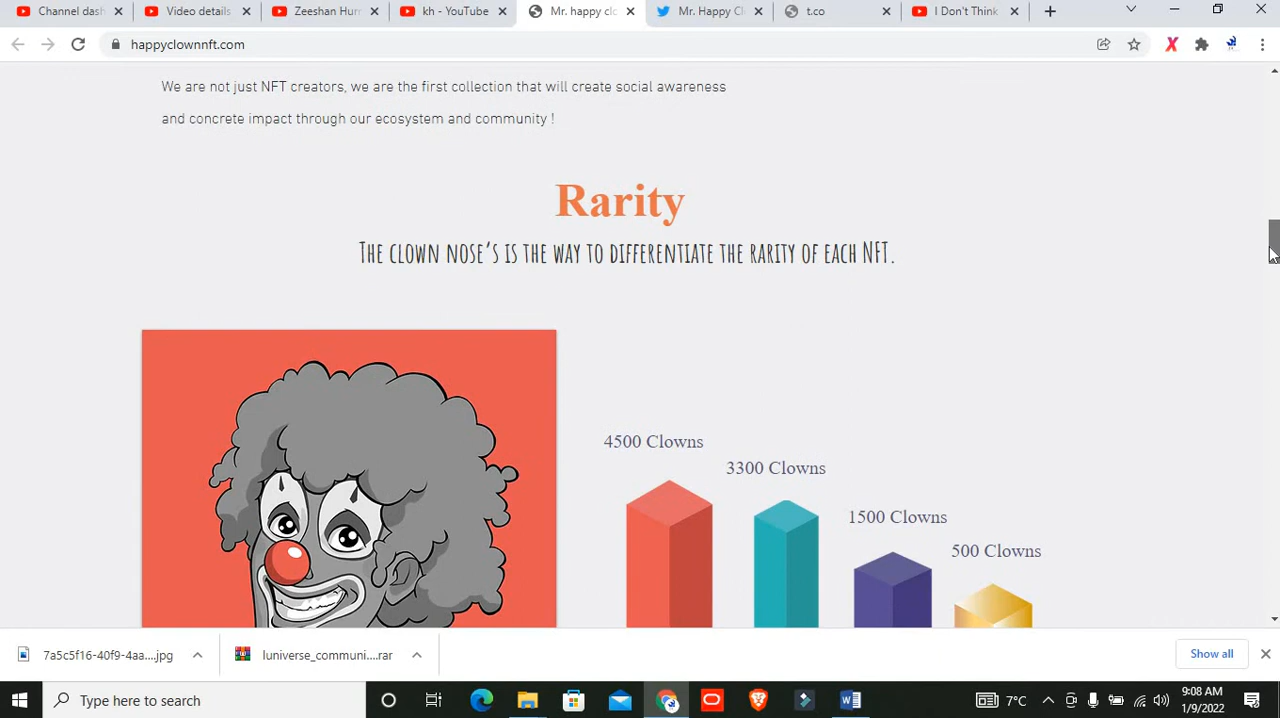 Channel dash
Video details
Zeeshan Hum
kh - YouTube
Mr. happy clo
Mr. Happy Cl
t.co
I Don't Think
happyclownnft.com
We are not just NFT creators, we are the first collection that will create social awareness
and concrete impact through our ecosystem and community !
Rarity
The clown nose's is the way to differentiate the rarity of each NFT.
4500 Clowns
3300 Clowns
1500 Clowns
500 Clowns
7a5c5f16-40f9-4aa....jpg
luniverse_communi....rar
Show all
Type here to search
7°C
9:08 AM
1/9/2022